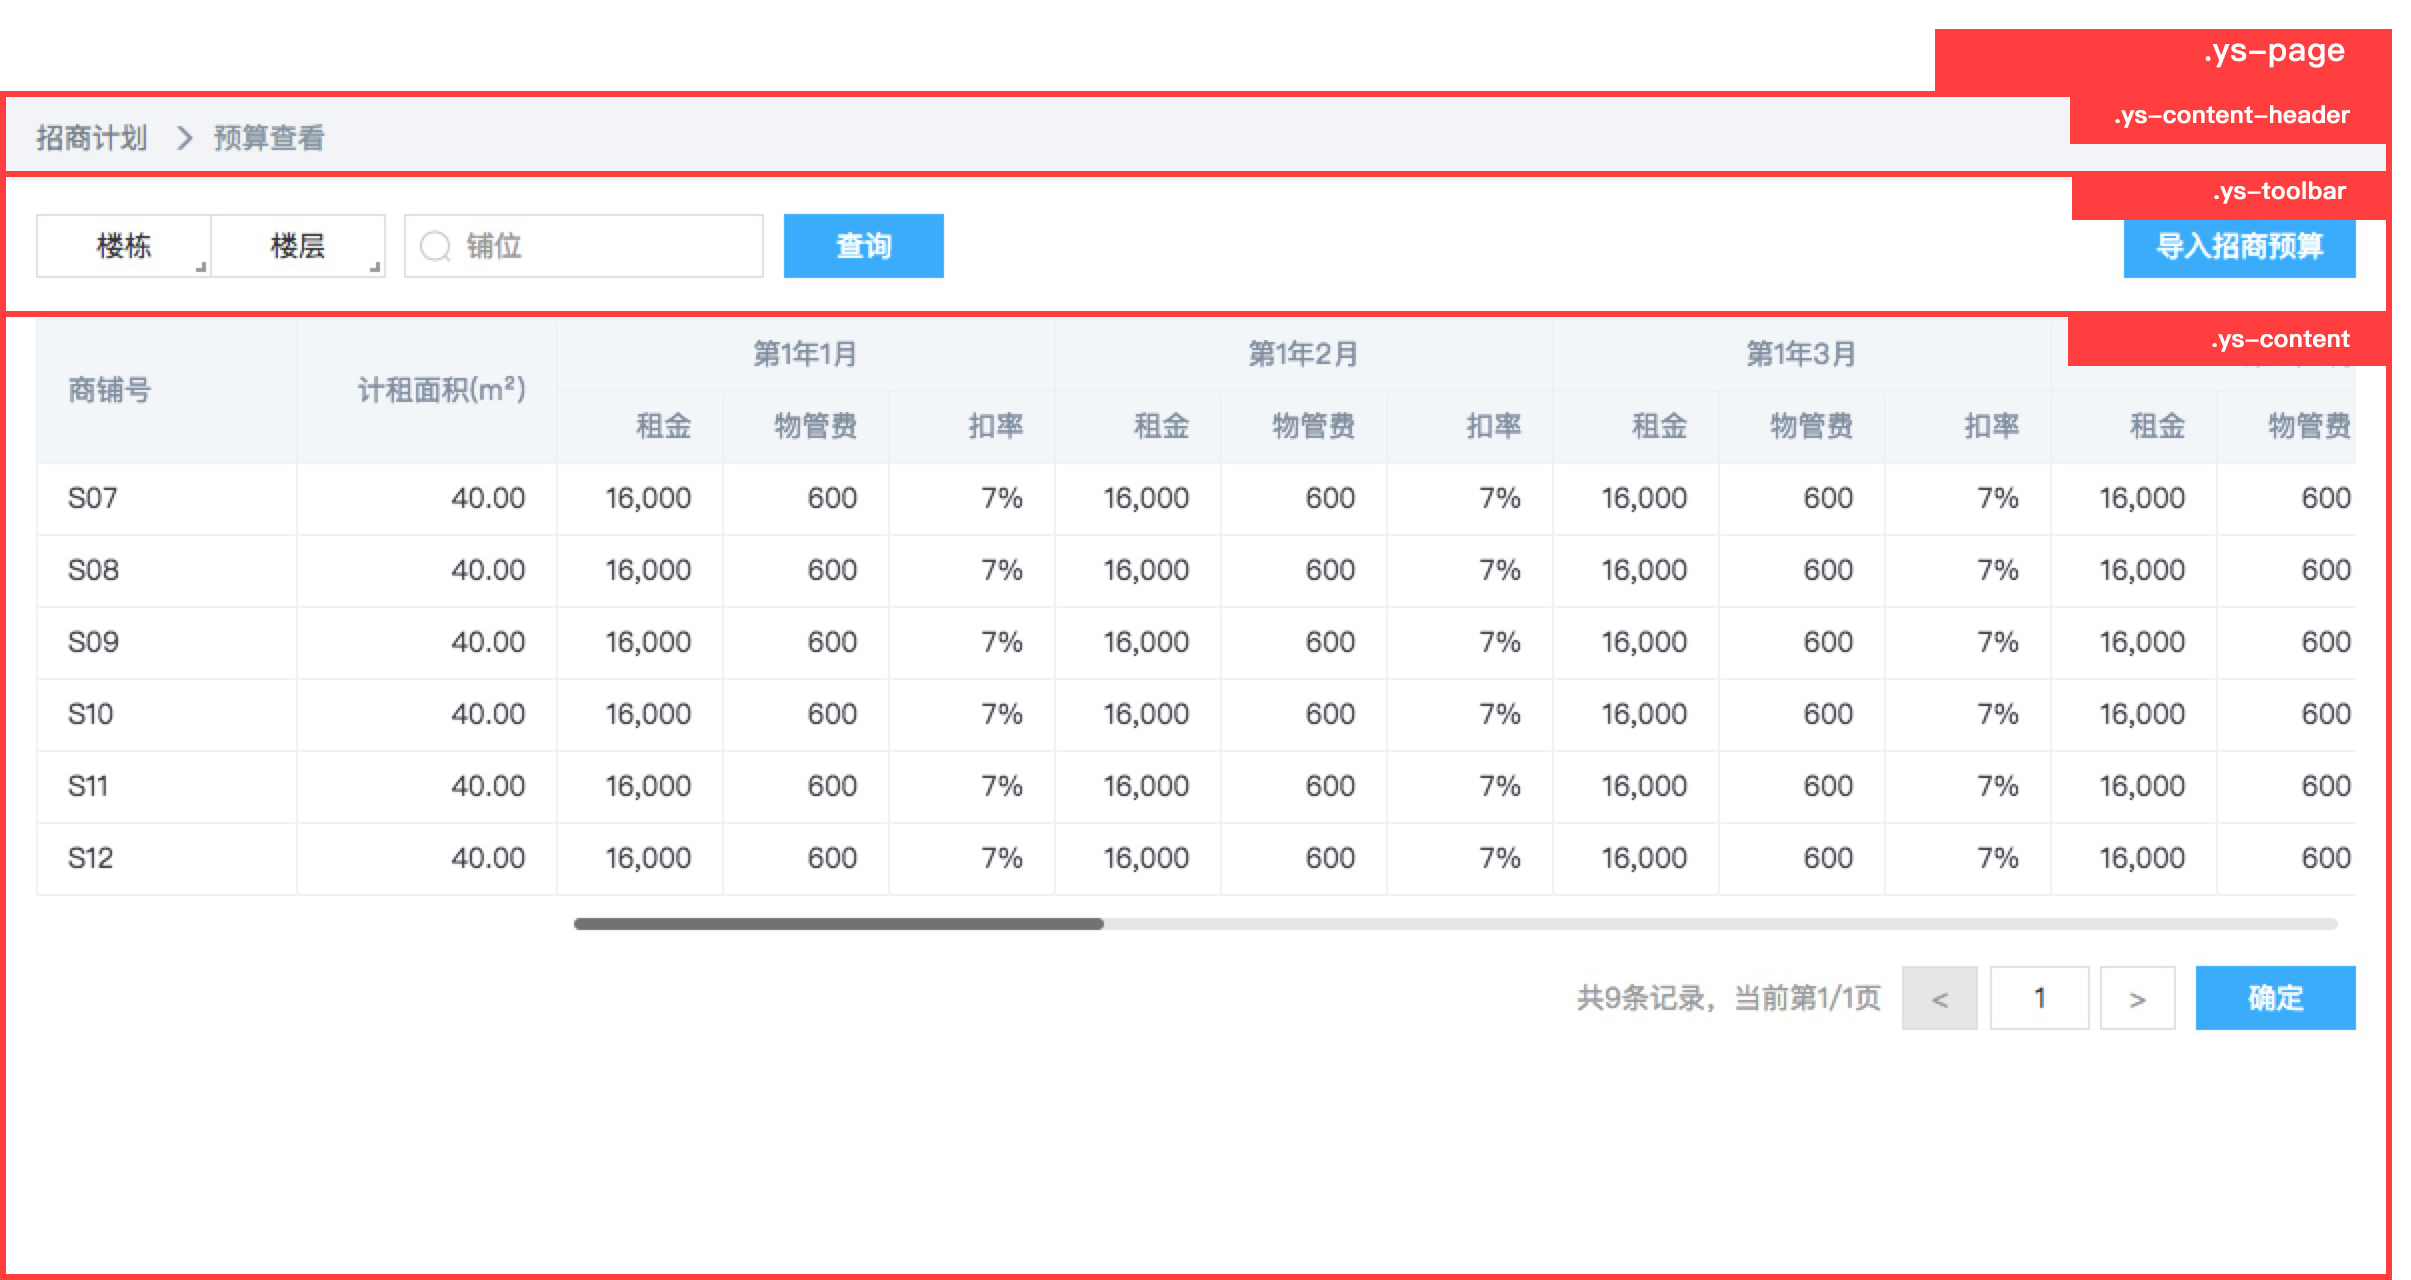 .ys-page
.ys-content-header
招商计划 > 预算查看
.ys-toolbar
楼栋 楼层 铺位 查询 导入招商预算
.ys-content
第1年1月 第1年2月 第1年3月
商铺号 计租面积(m²)
租金 物管费 扣率 租金 物管费 扣率 租金 物管费 扣率 租金 物管费
S07 40.00 16,000 600 7% 16,000 600 7% 16,000 600 7% 16,000 600
S08 40.00 16,000 600 7% 16,000 600 7% 16,000 600 7% 16,000 600
S09 40.00 16,000 600 7% 16,000 600 7% 16,000 600 7% 16,000 600
S10 40.00 16,000 600 7% 16,000 600 7% 16,000 600 7% 16,000 600
S11 40.00 16,000 600 7% 16,000 600 7% 16,000 600 7% 16,000 600
S12 40.00 16,000 600 7% 16,000 600 7% 16,000 600 7% 16,000 600
共9条记录，当前第1/1页 < 1 > 确定